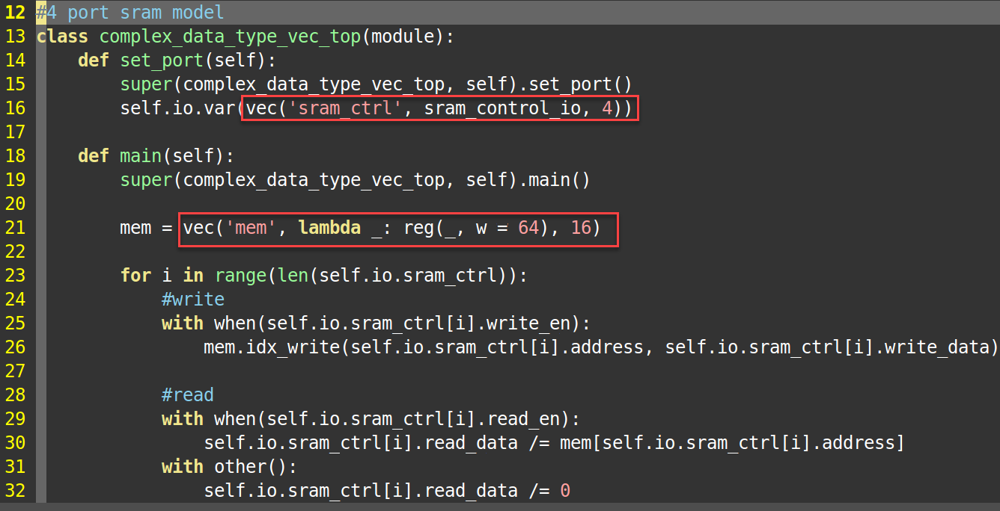 12 #4 port sram model
13 class complex_data_type_vec_top(module):
14     def set_port(self):
15         super(complex_data_type_vec_top, self).set_port()
16         self.io.var(vec('sram_ctrl', sram_control_io, 4))
17
18     def main(self):
19         super(complex_data_type_vec_top, self).main()
20
21         mem = vec('mem', lambda _: reg(_, w = 64), 16)
22
23         for i in range(len(self.io.sram_ctrl)):
24             #write
25             with when(self.io.sram_ctrl[i].write_en):
26                 mem.idx_write(self.io.sram_ctrl[i].address, self.io.sram_ctrl[i].write_data)
27
28             #read
29             with when(self.io.sram_ctrl[i].read_en):
30                 self.io.sram_ctrl[i].read_data /= mem[self.io.sram_ctrl[i].address]
31             with other():
32                 self.io.sram_ctrl[i].read_data /= 0